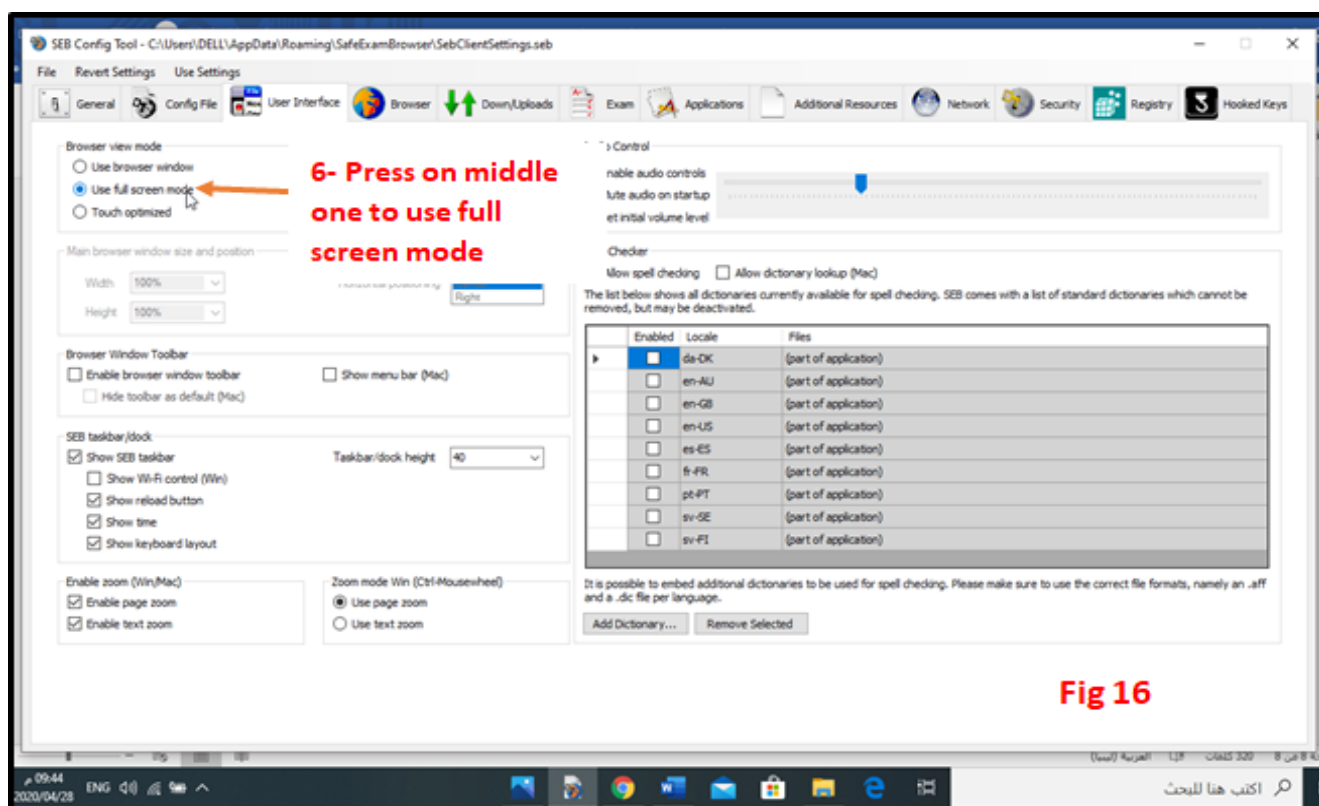 SEB Config Tool - C:\Users\DELL\AppData\Roaming\SafeExamBrowser\SebClientSettings.seb
File Revert Settings Use Settings
General Config File User Interface Browser Down/Uploads Exam Applications Additional Resources Network Security Registry Hooked Keys
Browser view mode
Use browser window
Use full screen mode
Touch optimized
6- Press on middle
one to use full
screen mode
Control
nable audio controls
ute audio on startup
et initial volume level
Main browser window size and position
Width 100%
Height 100%
Horizontal positioning
Right
Checker
llow spell checking Allow dictionary lookup (Mac)
The list below shows all dictionaries currently available for spell checking. SEB comes with a list of standard dictionaries which cannot be
removed, but may be deactivated.
Enabled Locale Files
da-DK (part of application)
en-AU (part of application)
en-GB (part of application)
en-US (part of application)
es-ES (part of application)
fr-FR (part of application)
pt-PT (part of application)
sv-SE (part of application)
sv-FI (part of application)
Browser Window Toolbar
Enable browser window toolbar Show menu bar (Mac)
Hide toolbar as default (Mac)
SEB taskbar/dock
Show SEB taskbar Taskbar/dock height 40
Show Wi-Fi control (Win)
Show reload button
Show time
Show keyboard layout
Enable zoom (Win/Mac)
Enable page zoom
Enable text zoom
Zoom mode Win (Ctrl-Mousewheel)
Use page zoom
Use text zoom
It is possible to embed additional dictionaries to be used for spell checking. Please make sure to use the correct file formats, namely an .aff
and a .dic file per language.
Add Dictionary... Remove Selected
Fig 16
320 كلمات العربية (ليبيا)
09:44 م
2020/04/28
ENG
اكتب هنا للبحث